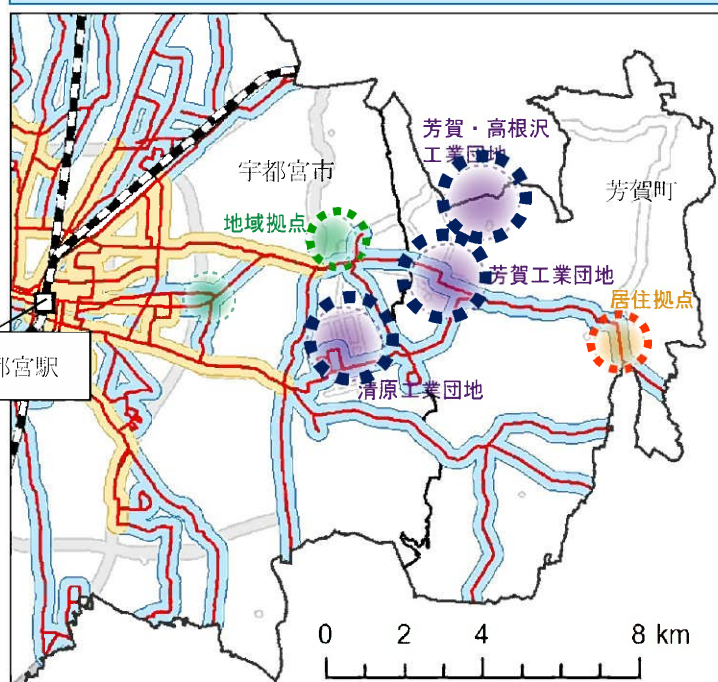 芳賀・高根沢
工業団地
宇都宮市
芳賀町
地域拠点
芳賀工業団地
居住拠点
都宮駅
清原工業団地
0 2 4 8 km